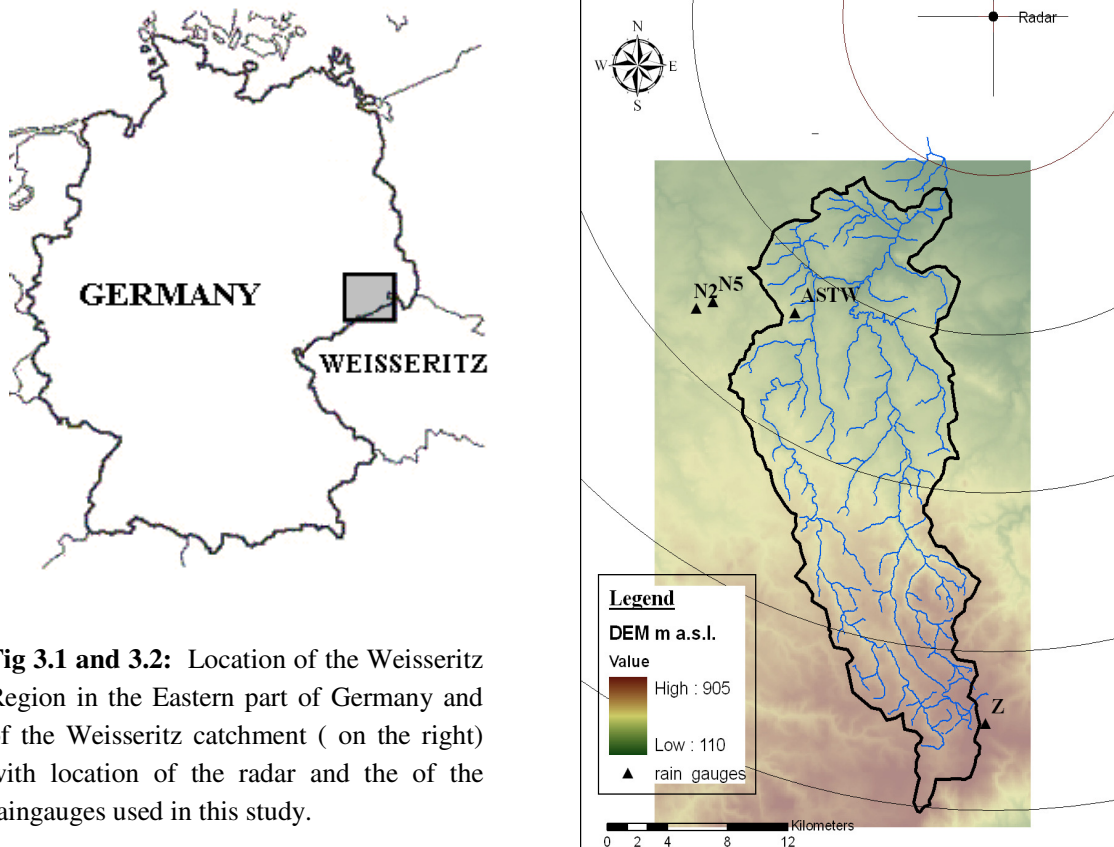 GERMANY
WEISSERITZ
ig 3.1 and 3.2: Location of the Weisseritz
Region in the Eastern part of Germany and
of the Weisseritz catchment ( on the right)
with location of the radar and the of the
raingauges used in this study.
N
W E
S
Radar
N2 N5
ASTW
Z
Legend
DEM m a.s.l.
Value
High : 905
Low : 110
rain gauges
Kilometers
0 2 4 8 12